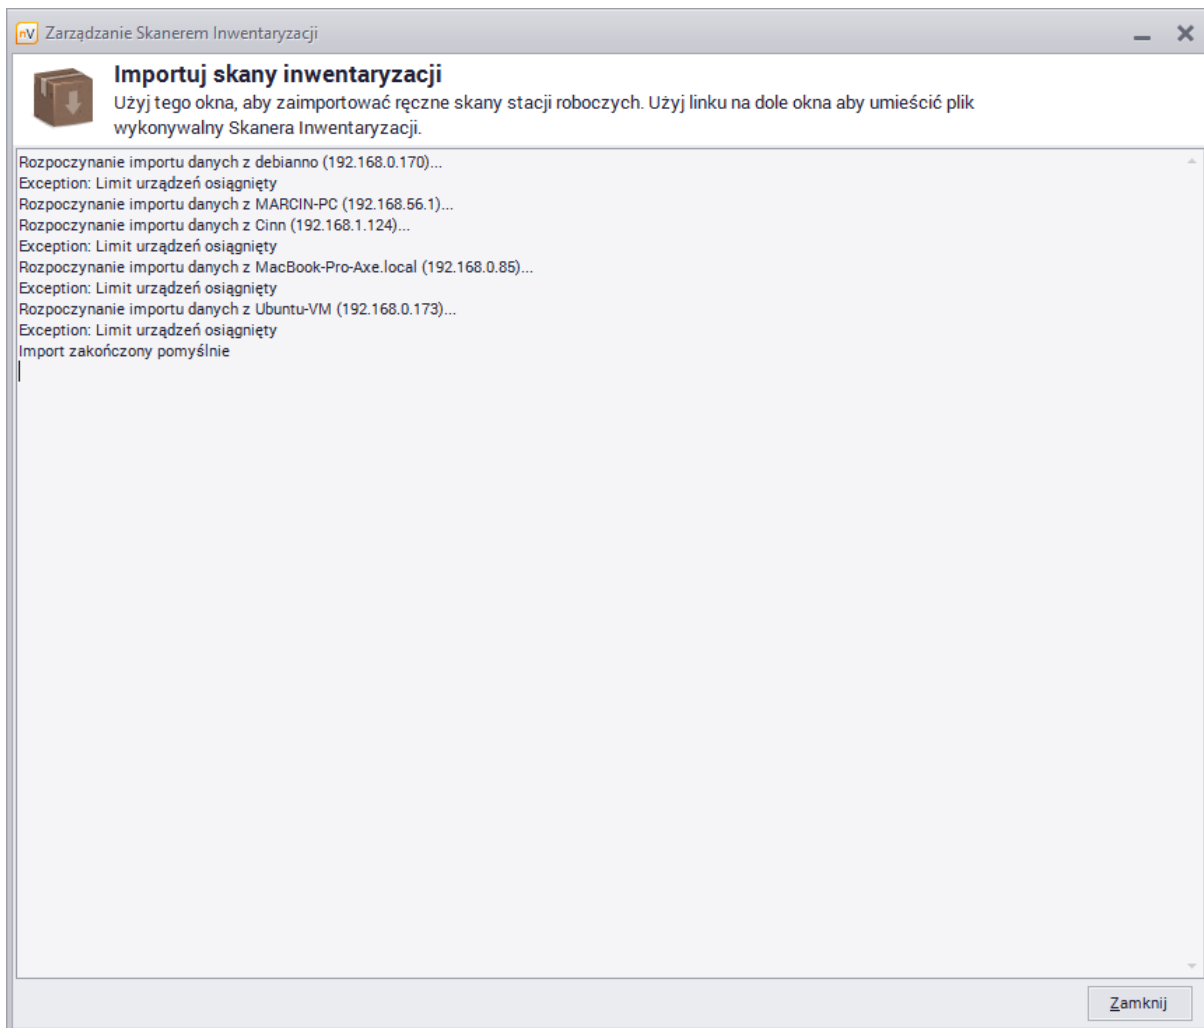 nV Zarządzanie Skanerem Inwentaryzacji
Importuj skany inwentaryzacji
Użyj tego okna, aby zaimportować ręczne skany stacji roboczych. Użyj linku na dole okna aby umieścić plik
wykonywalny Skanera Inwentaryzacji.
Rozpoczynanie importu danych z debianno (192.168.0.170)...
Exception: Limit urządzeń osiągnięty
Rozpoczynanie importu danych z MARCIN-PC (192.168.56.1)...
Rozpoczynanie importu danych z Cinn (192.168.1.124)...
Exception: Limit urządzeń osiągnięty
Rozpoczynanie importu danych z MacBook-Pro-Axe.local (192.168.0.85)...
Exception: Limit urządzeń osiągnięty
Rozpoczynanie importu danych z Ubuntu-VM (192.168.0.173)...
Exception: Limit urządzeń osiągnięty
Import zakończony pomyślnie
Zamknij